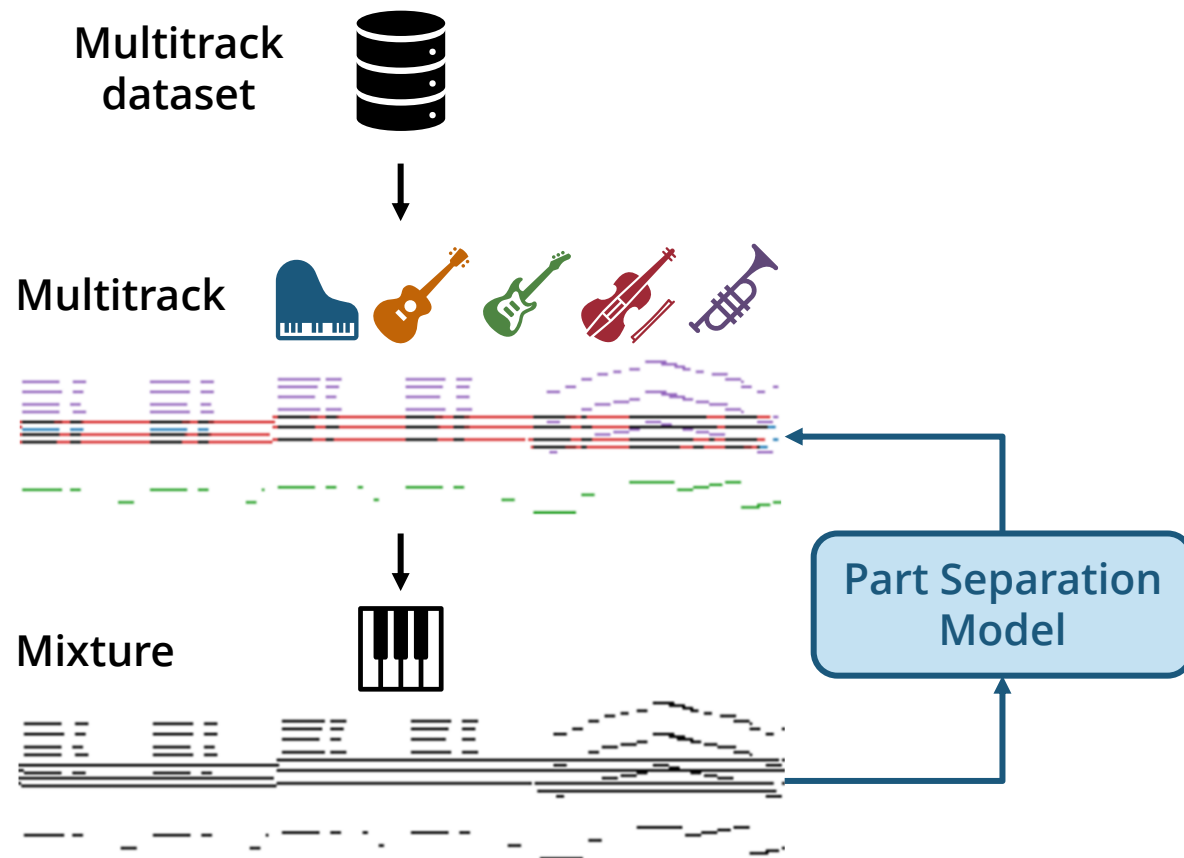 Multitrack
dataset
Multitrack
Part Separation
Model
Mixture